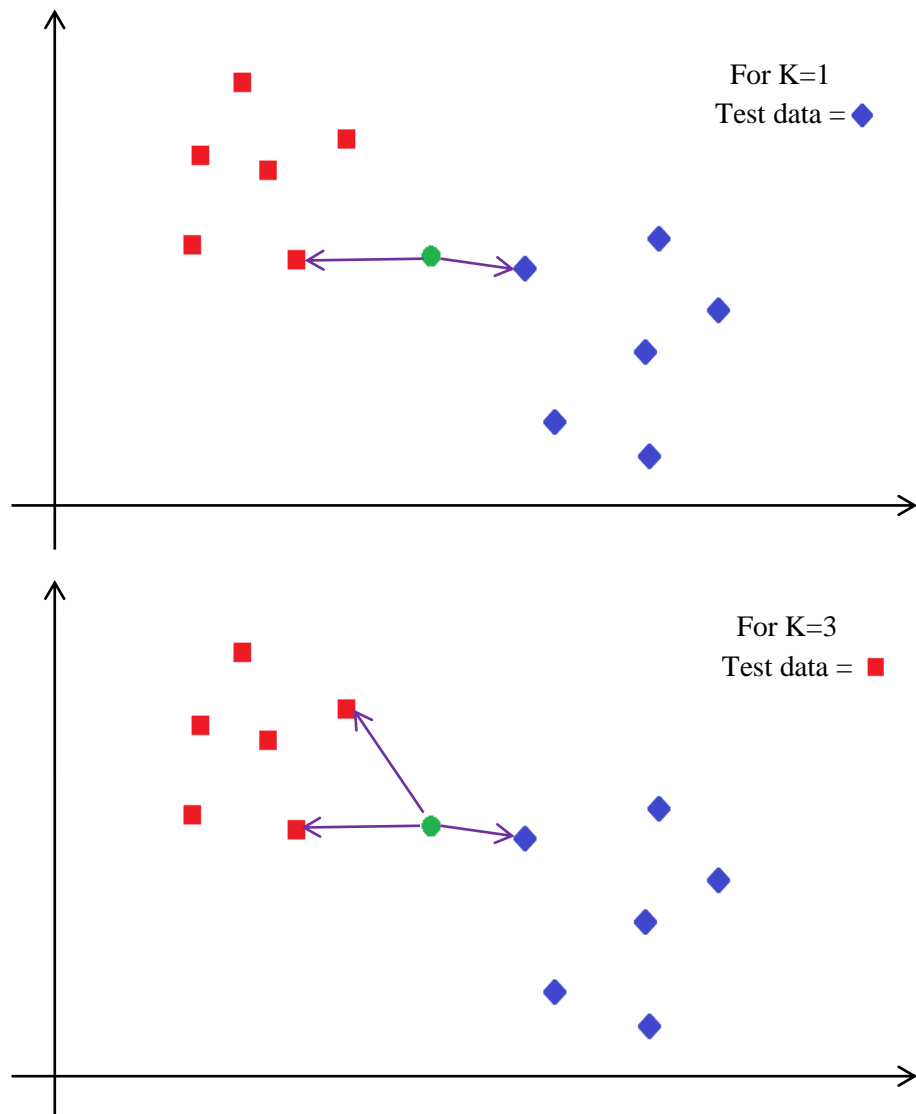 For K=1
Test data =
For K=3
Test data =